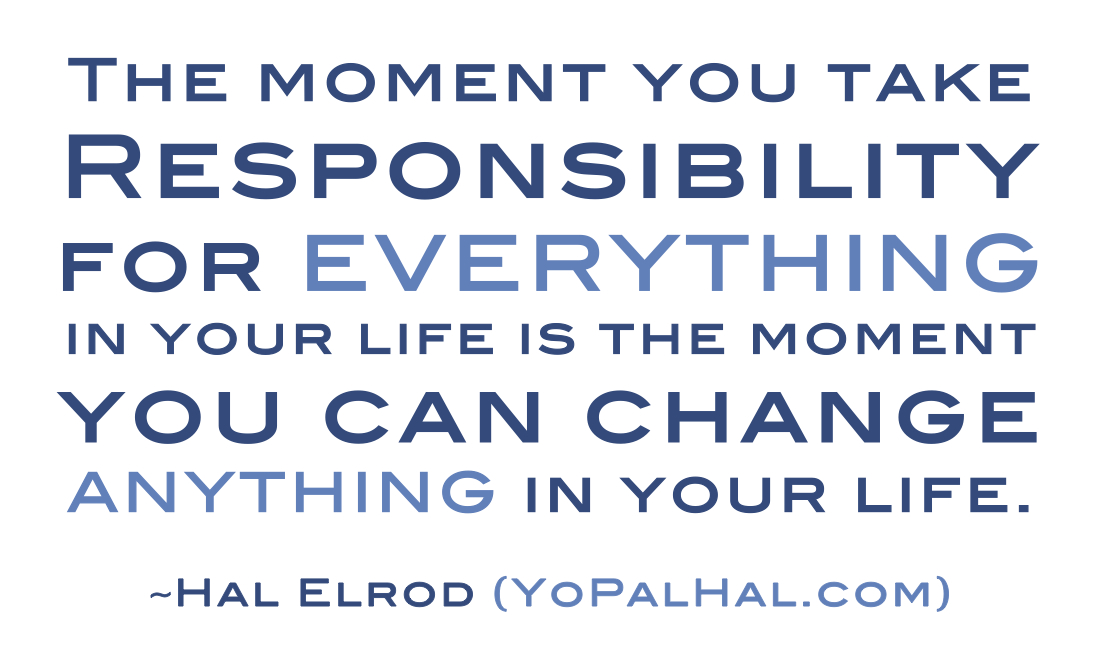 The moment you take
Responsibility
for EVERYTHING
in your life is the moment
you can change
anything in your life.
~Hal Elrod (YoPalHal.com)